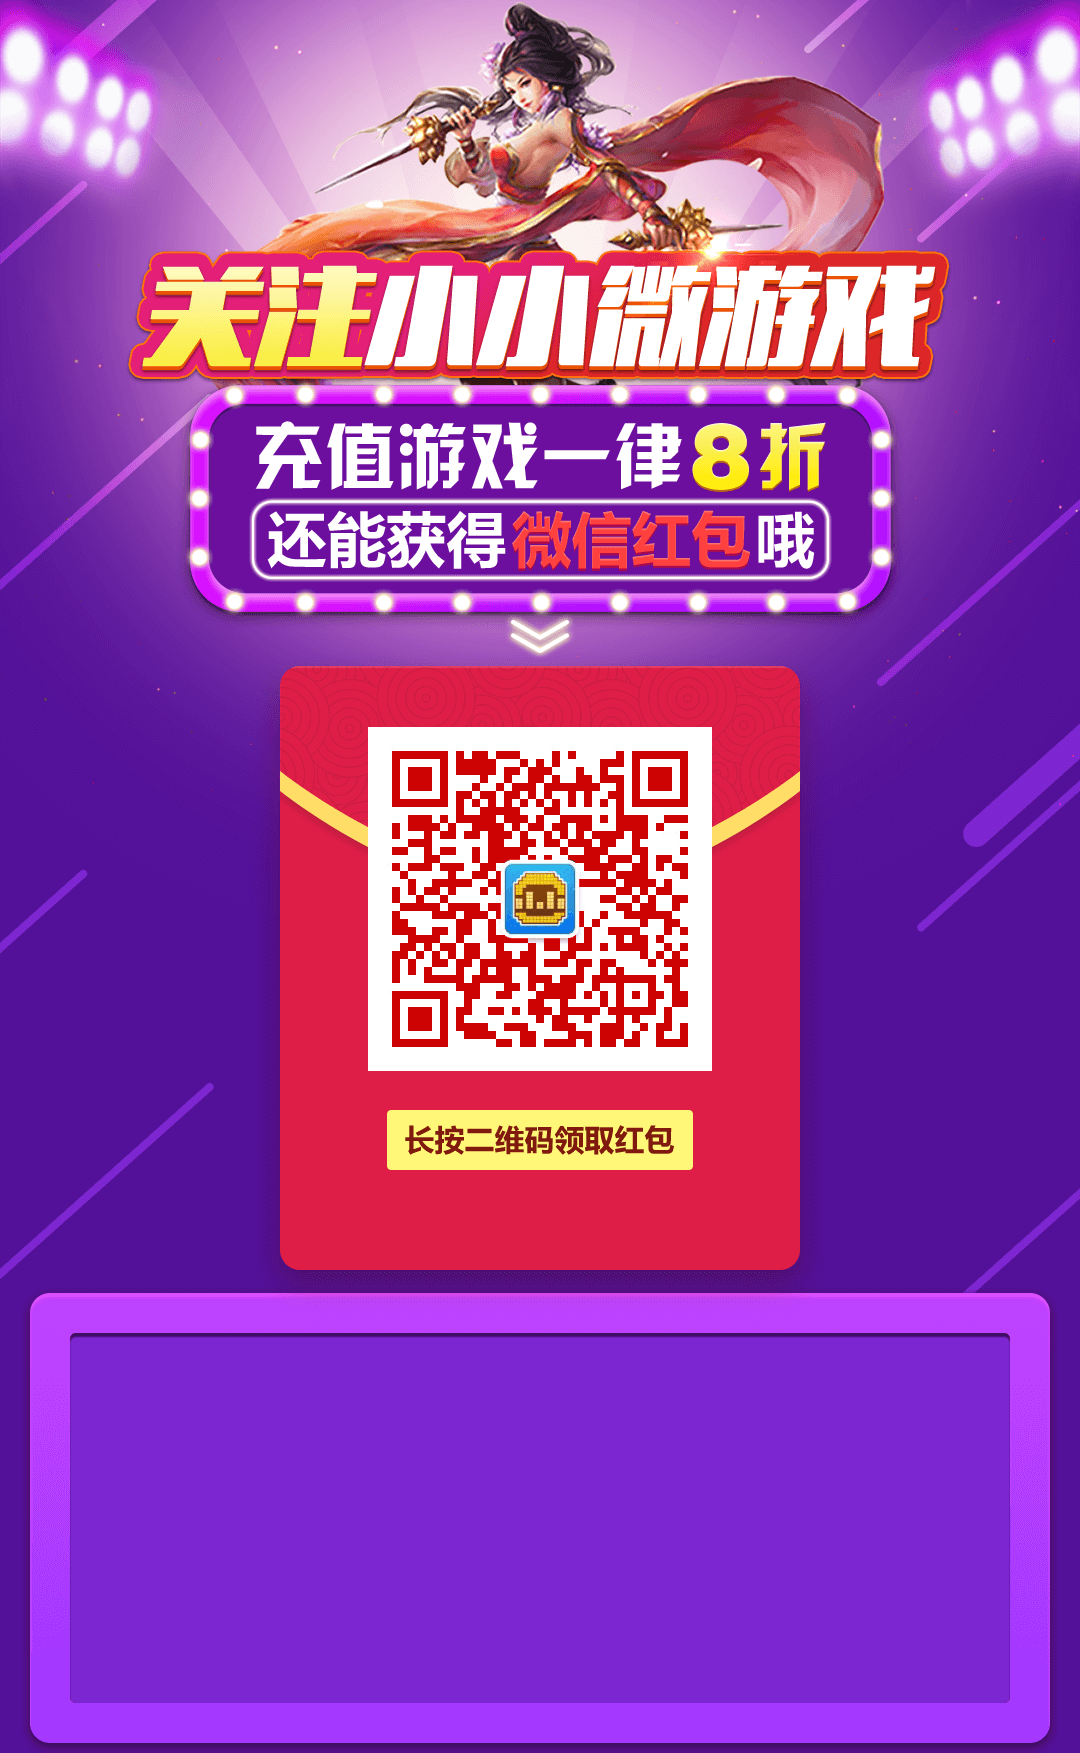 关注小小微游戏
充值游戏一律8折
还能获得微信红包哦
长按二维码领取红包